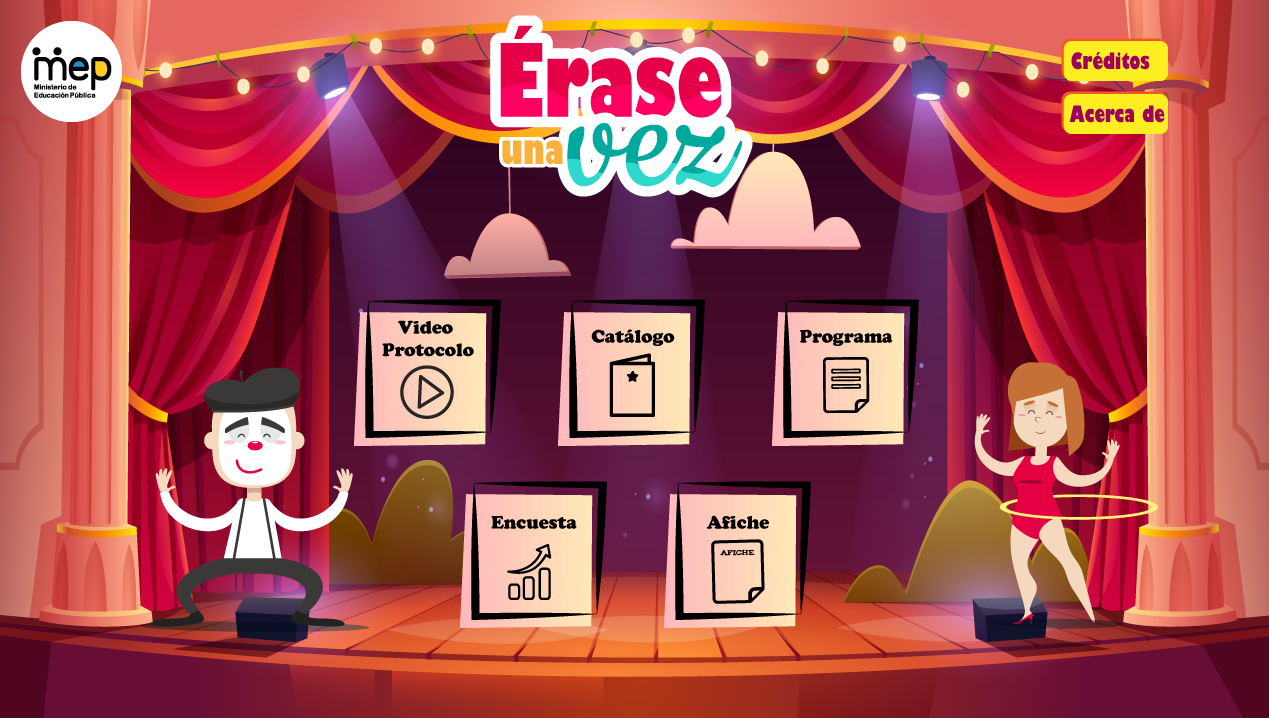 mep
Ministerio de
Educación Pública
Érase
una vez
Créditos
Acerca de
Video
Protocolo
Catálogo
Programa
Encuesta
Afiche
AFICHE